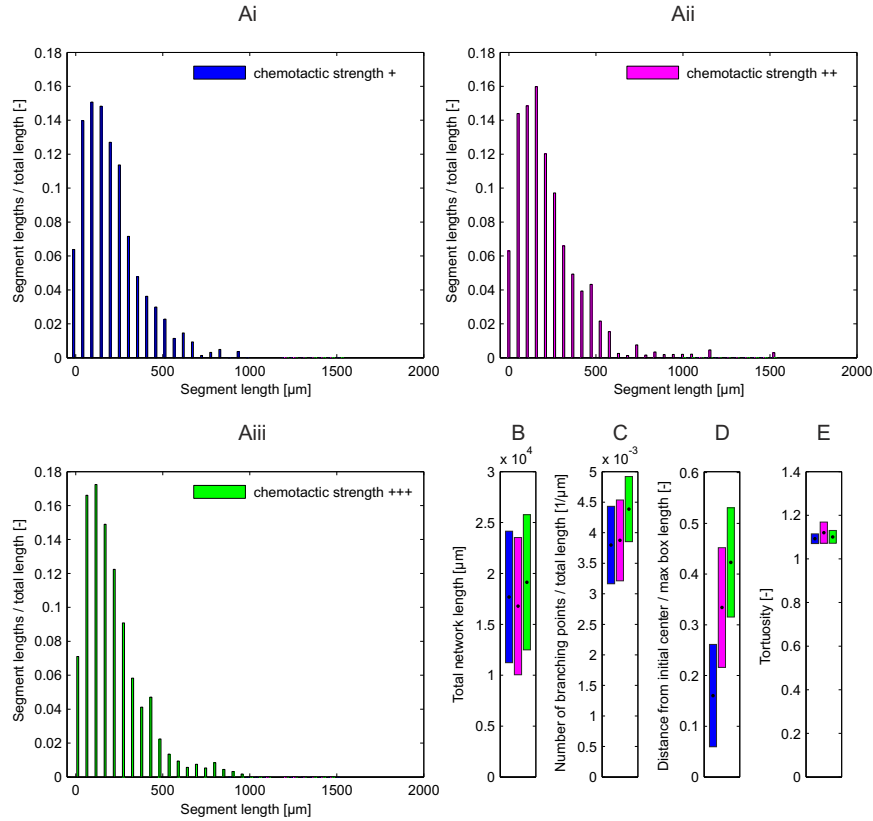 Ai
0.18
0.16
0.14
0.12
0.1
0.08
0.06
0.04
0.02
0
Segment lengths / total length [-]
chemotactic strength +
0 500 1000 1500 2000
Segment length [µm]
Aii
0.18
0.16
0.14
0.12
0.1
0.08
0.06
0.04
0.02
0
Segment lengths / total length [-]
chemotactic strength ++
0 500 1000 1500 2000
Segment length [µm]
Aiii
0.18
0.16
0.14
0.12
0.1
0.08
0.06
0.04
0.02
0
Segment lengths / total length [-]
chemotactic strength +++
0 500 1000 1500 2000
Segment length [µm]
B
x 10^4
3
2.5
2
1.5
1
0.5
0
Total network length [µm]
C
x 10^-3
5
4.5
4
3.5
3
2.5
2
1.5
1
0.5
0
Number of branching points / total length [1/µm]
D
0.6
0.5
0.4
0.3
0.2
0.1
0
Distance from initial center / max box length [-]
E
1.4
1.2
1
0.8
0.6
0.4
0.2
0
Tortuosity [-]